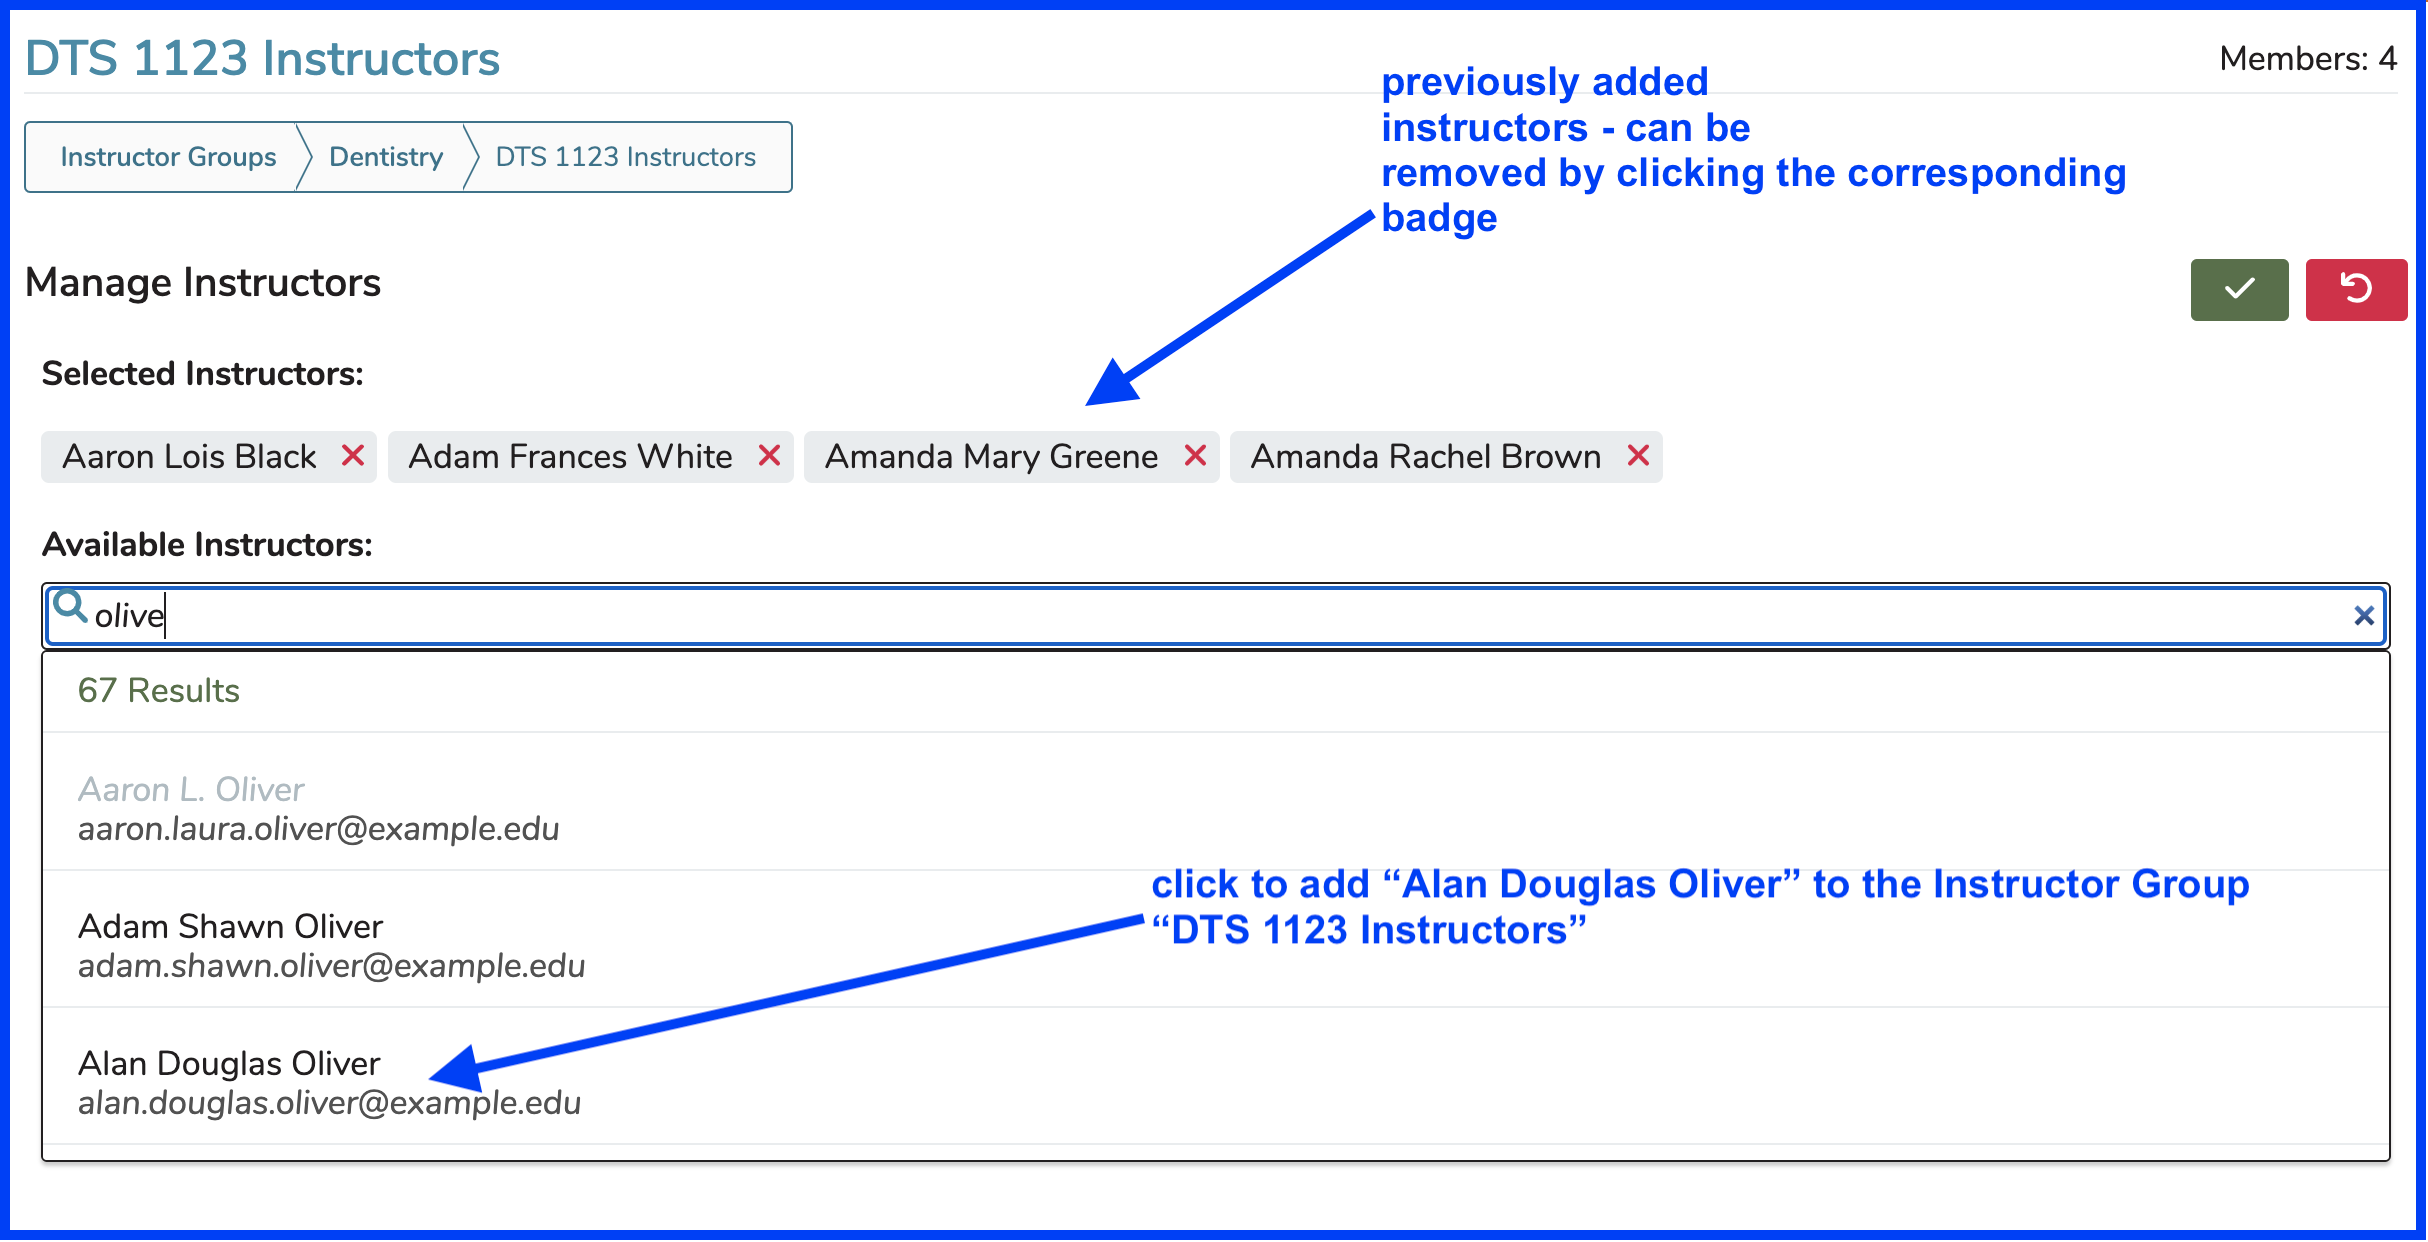 DTS 1123 Instructors
Members: 4
previously added
instructors - can be
removed by clicking the corresponding
badge
Instructor Groups
Dentistry
DTS 1123 Instructors
Manage Instructors
Selected Instructors:
Aaron Lois Black
Adam Frances White
Amanda Mary Greene
Amanda Rachel Brown
Available Instructors:
olive
67 Results
Aaron L. Oliver
aaron.laura.oliver@example.edu
click to add “Alan Douglas Oliver” to the Instructor Group
“DTS 1123 Instructors”
Adam Shawn Oliver
adam.shawn.oliver@example.edu
Alan Douglas Oliver
alan.douglas.oliver@example.edu